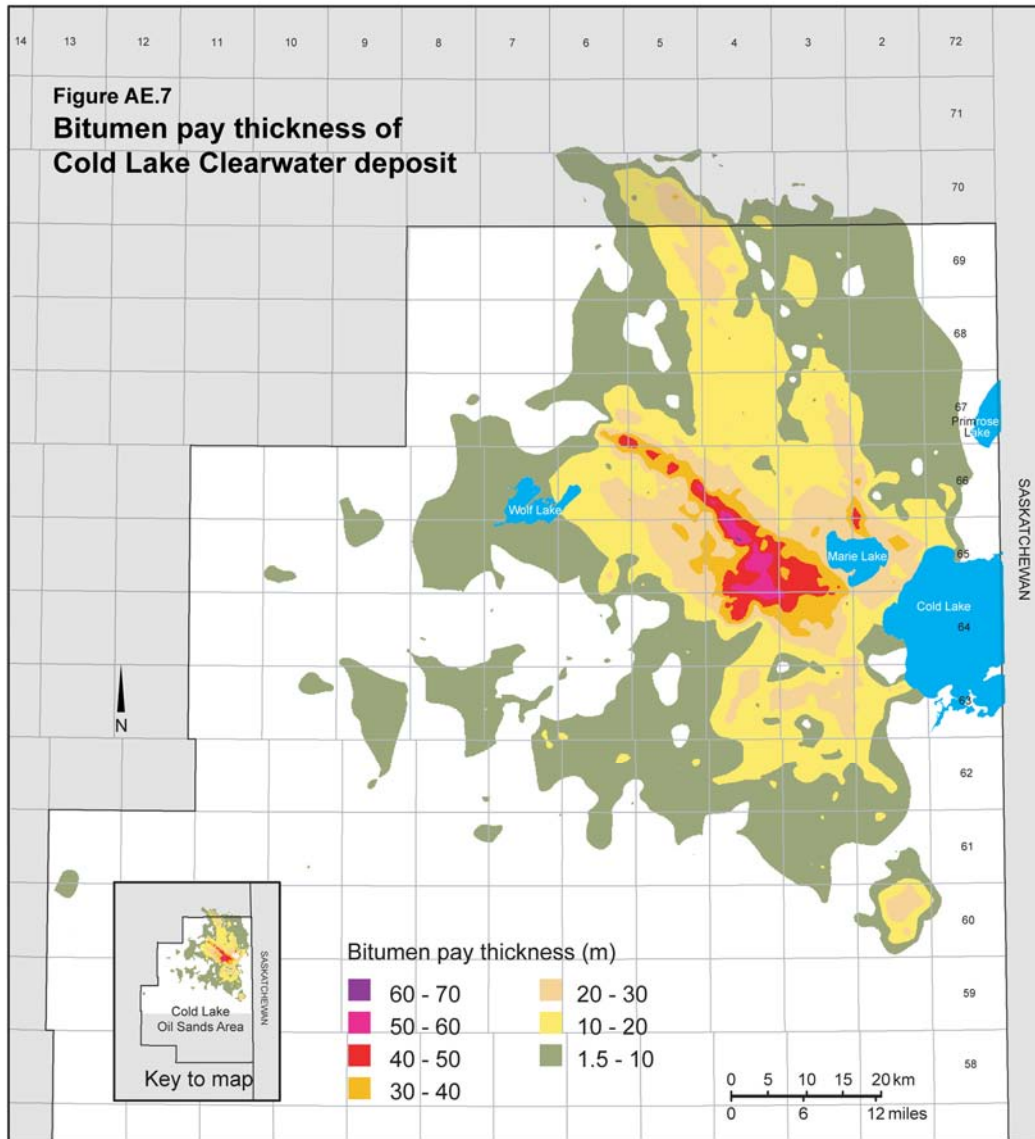 14 13 12 11 10 9 8 7 6 5 4 3 2 72
Figure AE.7
Bitumen pay thickness of
Cold Lake Clearwater deposit
71
70
69
68
67
Primrose
Lake
66
Wolf Lake
65
Marie Lake
Cold Lake
64
63
SASKATCHEWAN
N
62
61
60
59
58
SASKATCHEWAN
Cold Lake
Oil Sands Area
Key to map
Bitumen pay thickness (m)
60 - 70
50 - 60
40 - 50
30 - 40
20 - 30
10 - 20
1.5 - 10
0 5 10 15 20 km
0 6 12 miles